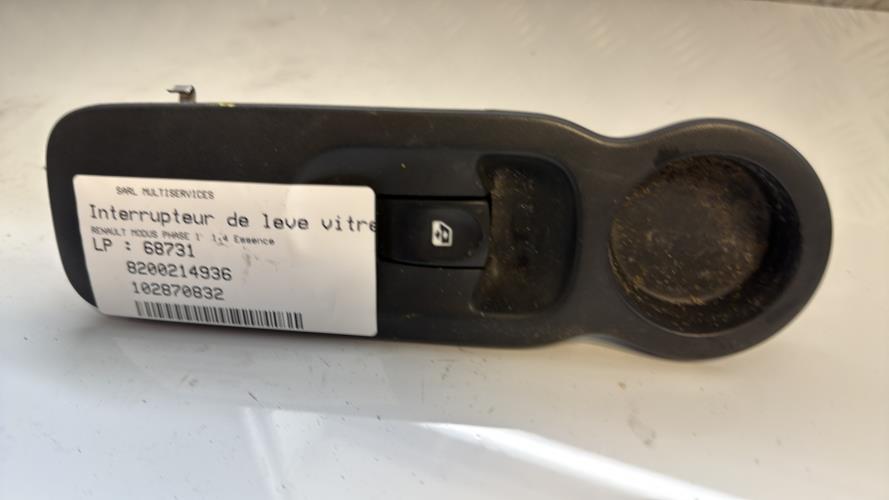 SARL MULTISERVICES
Interrupteur de leve vitre
RENAULT MODUS PHASE 1 1.4 Essence
LP : 68731
8200214936
102870832